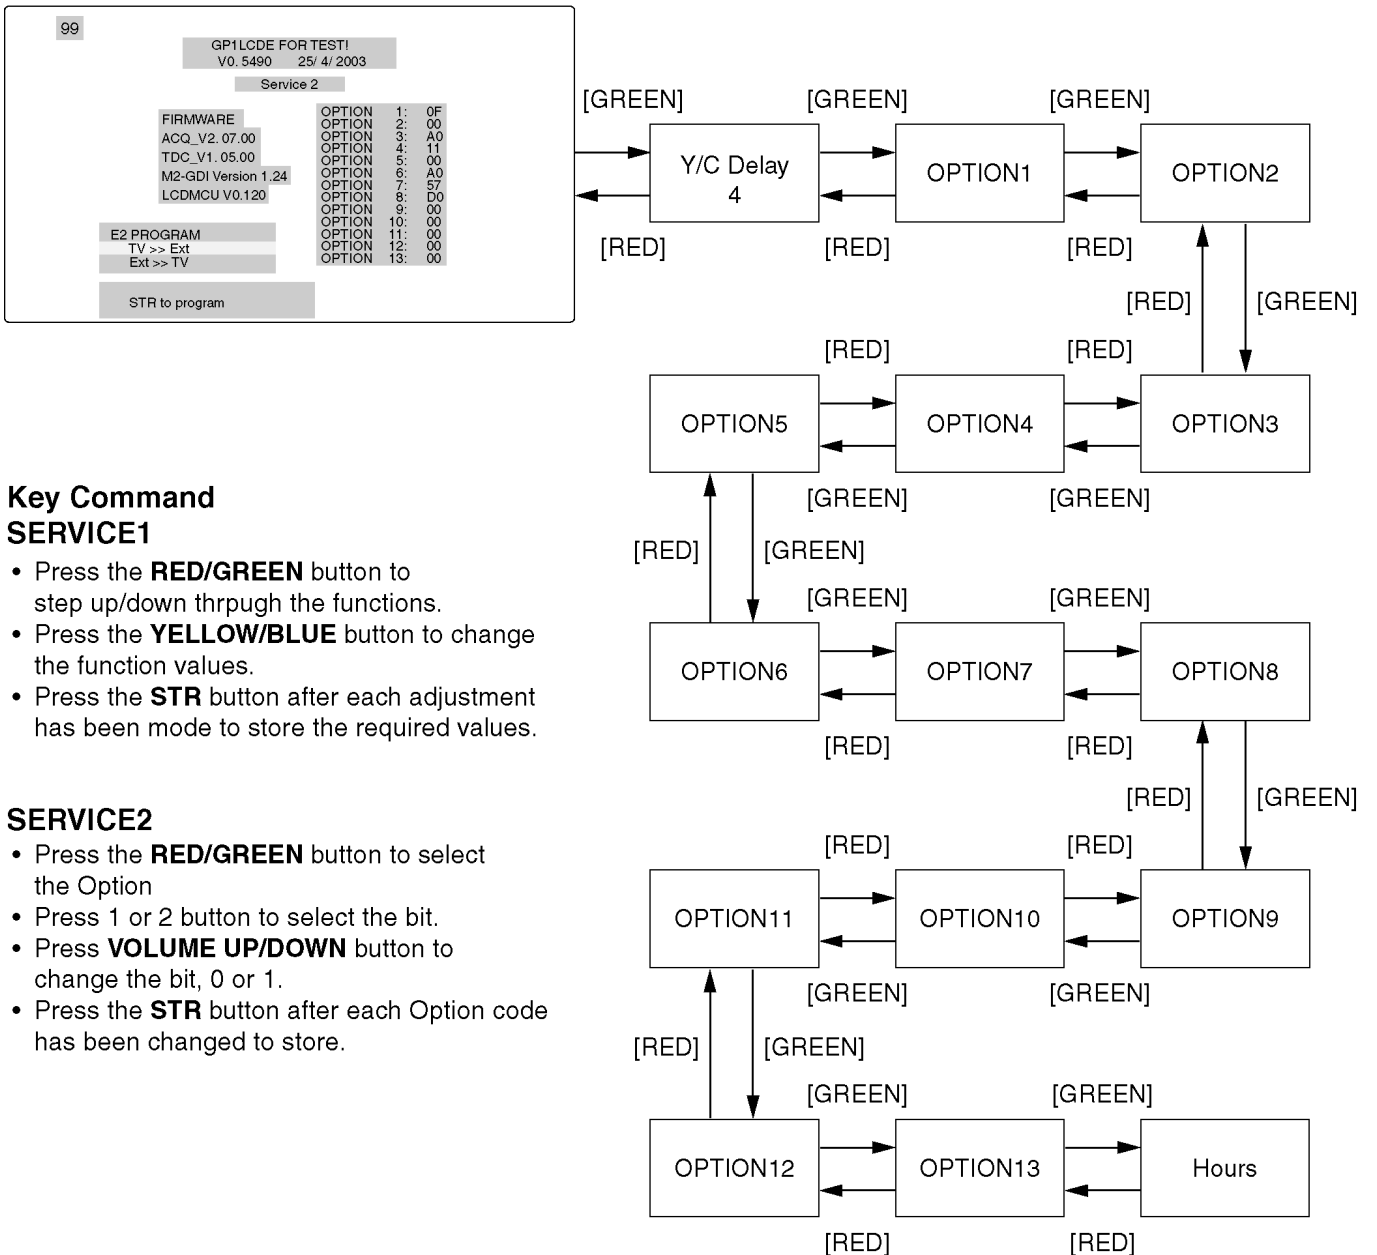 99
GP1LCDE FOR TEST!
V0. 5490 25/ 4/ 2003
Service 2
FIRMWARE
ACQ_V2. 07.00
TDC_V1. 05.00
M2-GDI Version 1.24
LCDMCU V0.120
OPTION 1: 0F
OPTION 2: 00
OPTION 3: A0
OPTION 4: 11
OPTION 5: 00
OPTION 6: A0
OPTION 7: 57
OPTION 8: D0
OPTION 9: 00
OPTION 10: 00
OPTION 11: 00
OPTION 12: 00
OPTION 13: 00
E2 PROGRAM
TV >> Ext
Ext >> TV
STR to program
[GREEN] [GREEN] [GREEN]
Y/C Delay
4
OPTION1
OPTION2
[RED] [RED] [RED]
[RED] [GREEN]
[RED] [RED]
OPTION5 OPTION4 OPTION3
[GREEN] [GREEN]
[RED] [GREEN]
[GREEN] [GREEN]
OPTION6 OPTION7 OPTION8
[RED] [RED]
[RED] [GREEN]
[RED] [RED]
OPTION11 OPTION10 OPTION9
[GREEN] [GREEN]
[RED] [GREEN]
[GREEN] [GREEN]
OPTION12 OPTION13 Hours
[RED] [RED]
Key Command
SERVICE1
• Press the RED/GREEN button to
step up/down thrpugh the functions.
• Press the YELLOW/BLUE button to change
the function values.
• Press the STR button after each adjustment
has been mode to store the required values.
SERVICE2
• Press the RED/GREEN button to select
the Option
• Press 1 or 2 button to select the bit.
• Press VOLUME UP/DOWN button to
change the bit, 0 or 1.
• Press the STR button after each Option code
has been changed to store.